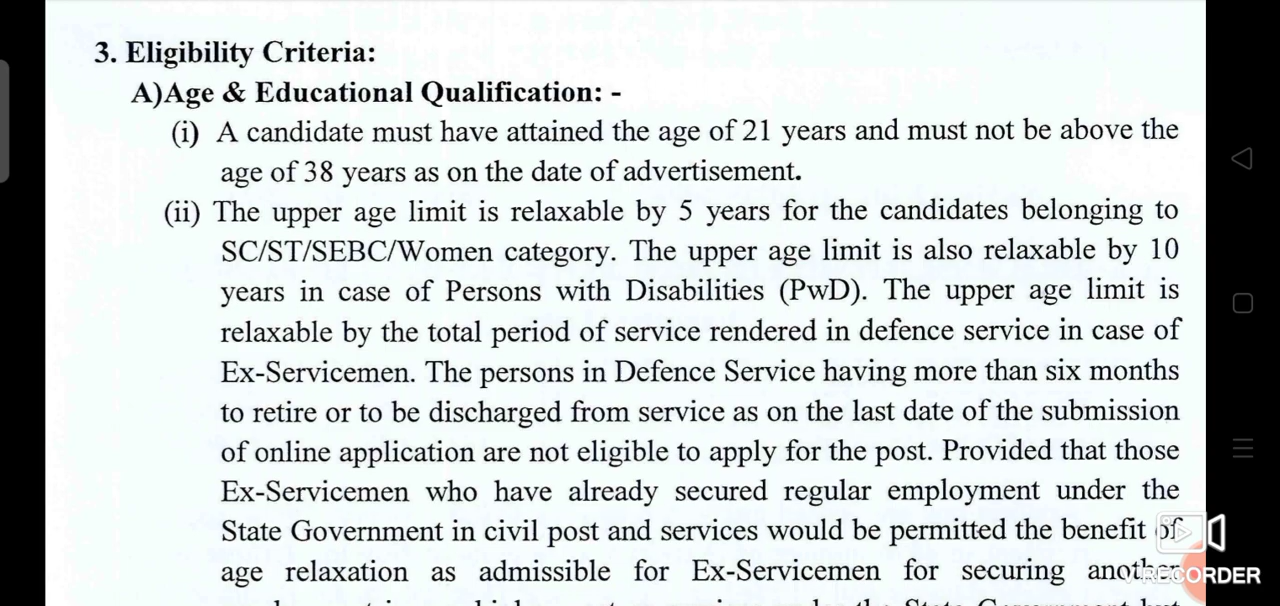 3. Eligibility Criteria:
A)Age & Educational Qualification: -
(i) A candidate must have attained the age of 21 years and must not be above the
age of 38 years as on the date of advertisement.
(ii) The upper age limit is relaxable by 5 years for the candidates belonging to
SC/ST/SEBC/Women category. The upper age limit is also relaxable by 10
years in case of Persons with Disabilities (PwD). The upper age limit is
relaxable by the total period of service rendered in defence service in case of
Ex-Servicemen. The persons in Defence Service having more than six months
to retire or to be discharged from service as on the last date of the submission
of online application are not eligible to apply for the post. Provided that those
Ex-Servicemen who have already secured regular employment under the
State Government in civil post and services would be permitted the benefit of
age relaxation as admissible for Ex-Servicemen for securing another
RECORDER